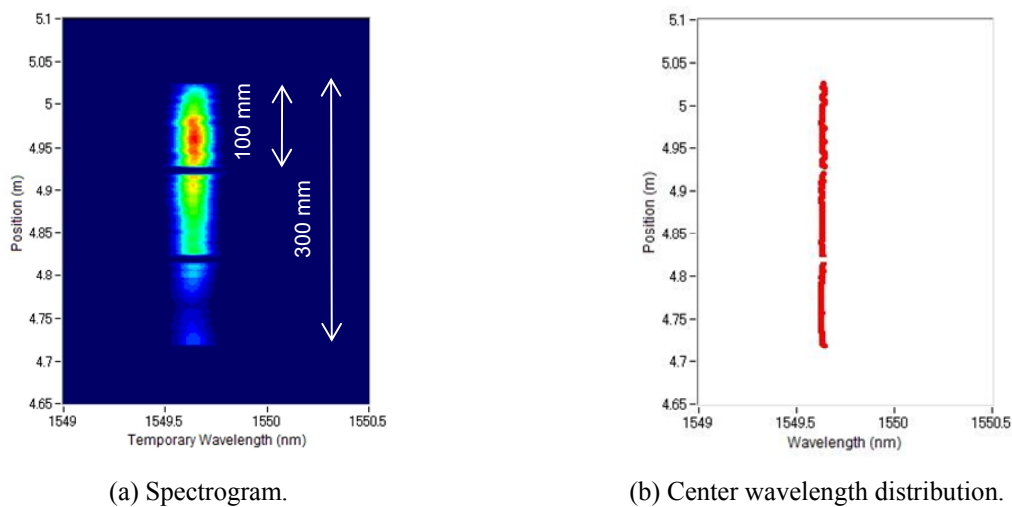 5.1
5.05
5
4.95
4.9
4.85
4.8
4.75
4.7
4.65
Position (m)
100 mm
300 mm
1549 1549.5 1550 1550.5
Temporary Wavelength (nm)
(a) Spectrogram.
5.1
5.05
5
4.95
4.9
4.85
4.8
4.75
4.7
4.65
Position (m)
1549 1549.5 1550 1550.5
Wavelength (nm)
(b) Center wavelength distribution.